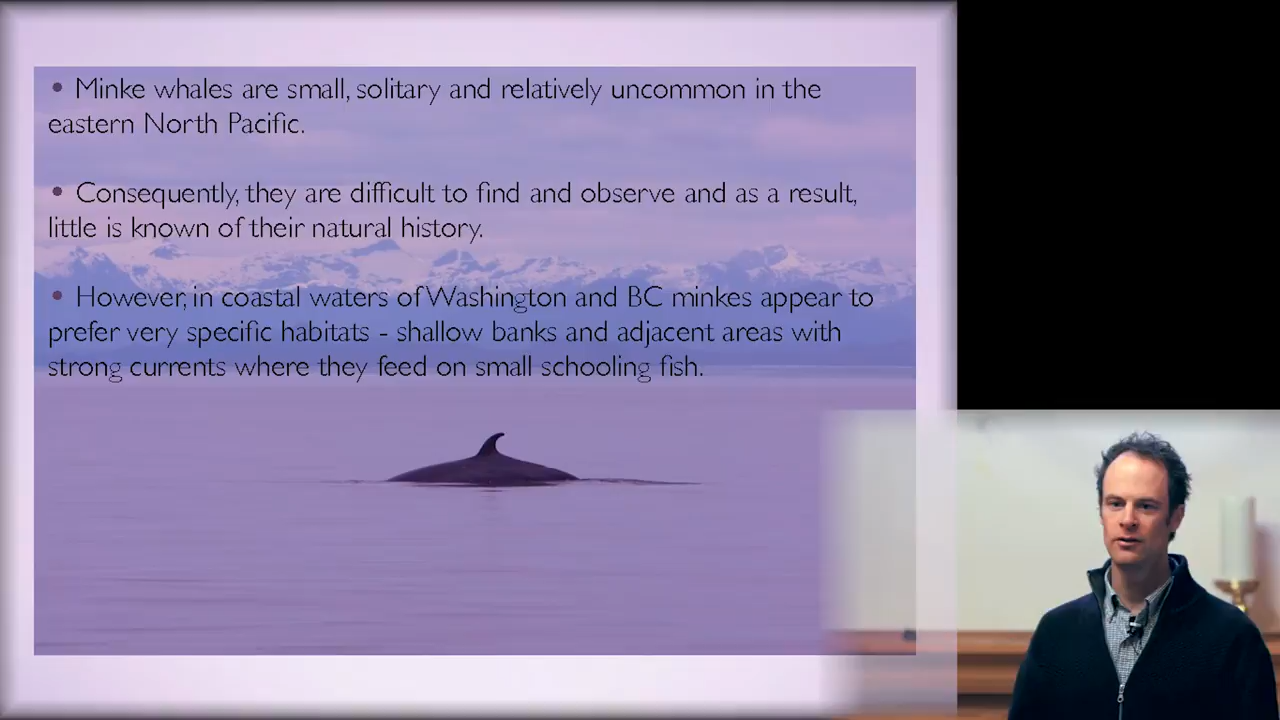 • Minke whales are small, solitary and relatively uncommon in the
eastern North Pacific.
• Consequently, they are difficult to find and observe and as a result,
little is known of their natural history.
• However, in coastal waters of Washington and BC minkes appear to
prefer very specific habitats - shallow banks and adjacent areas with
strong currents where they feed on small schooling fish.